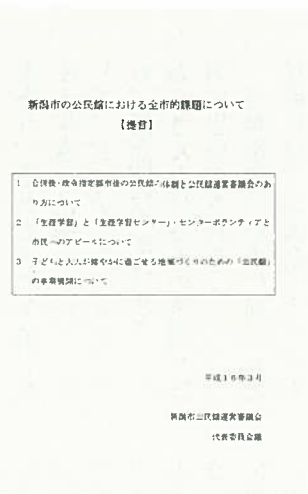 新潟市の公民館における全市的課題について
【提言】
1 合併後・政令指定都市後の公民館の体制と公民館運営審議会のあ
り方について
2 「生涯学習」と「生涯学習センター」・センターボランティアと
市民へのアピールについて
3 子どもと大人が健やかに過ごせる地域づくりのための「公民館」
の事業展開について
平成16年3月
新潟市公民館運営審議会
代表委員会議